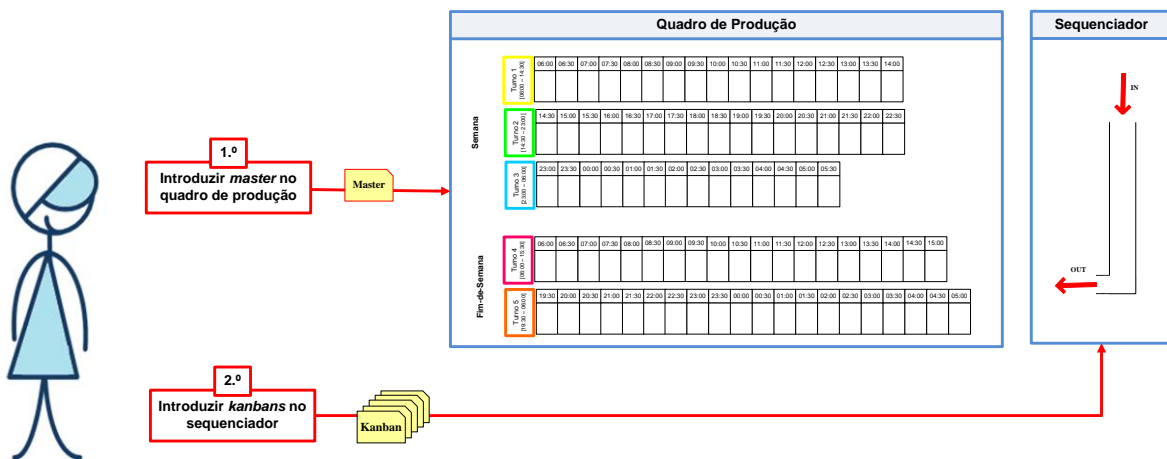 Quadro de Produção
Sequenciador
Semana
Turno 1
[06:00 – 14:30]
06:00 06:30 07:00 07:30 08:00 08:30 09:00 09:30 10:00 10:30 11:00 11:30 12:00 12:30 13:00 13:30 14:00
Turno 2
[14:30 – 23:00]
14:30 15:00 15:30 16:00 16:30 17:00 17:30 18:00 18:30 19:00 19:30 20:00 20:30 21:00 21:30 22:00 22:30
Turno 3
[23:00 – 06:00]
23:00 23:30 00:00 00:30 01:00 01:30 02:00 02:30 03:00 03:30 04:00 04:30 05:00 05:30
Fim-de-Semana
Turno 4
[06:00 – 15:30]
06:00 06:30 07:00 07:30 08:00 08:30 09:00 09:30 10:00 10:30 11:00 11:30 12:00 12:30 13:00 13:30 14:00 14:30 15:00
Turno 5
[19:30 – 06:00]
19:30 20:00 20:30 21:00 21:30 22:00 22:30 23:00 23:30 00:00 00:30 01:00 01:30 02:00 02:30 03:00 03:30 04:00 04:30 05:00
IN
OUT
1.º
Introduzir master no
quadro de produção
Master
2.º
Introduzir kanbans no
sequenciador
Kanban